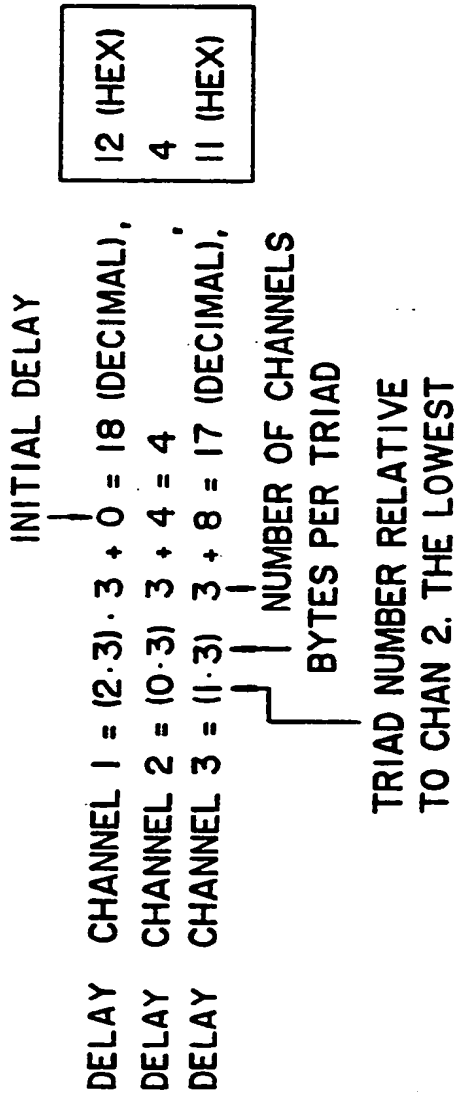 INITIAL DELAY
DELAY CHANNEL 1 = (2·3) · 3 + 0 = 18 (DECIMAL), 12 (HEX)
DELAY CHANNEL 2 = (0·3) 3 + 4 = 4 , 4
DELAY CHANNEL 3 = (1·3) 3 + 8 = 17 (DECIMAL), 11 (HEX)
NUMBER OF CHANNELS
BYTES PER TRIAD
TRIAD NUMBER RELATIVE
TO CHAN 2. THE LOWEST